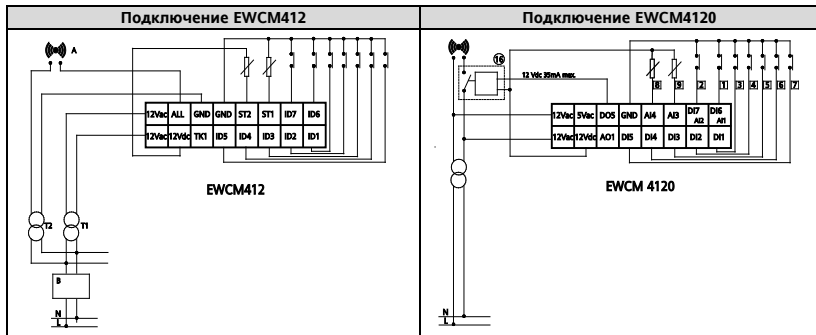 Подключение EWCM412
Подключение EWCM4120
A
12Vac ALL GND GND ST2 ST1 ID7 ID6
12Vac 12Vdc TK1 ID5 ID4 ID3 ID2 ID1
EWCM412
T2 T1
B
N
L
16
12 Vdc 35mA max.
8 9 2 1 3 4 5 6 7
12Vac 5Vac DO5 GND AI4 AI3 DI7 AI2 DI6 AI1
12Vac 12Vdc AO1 DI5 DI4 DI3 DI2 DI1
EWCM 4120
N
L